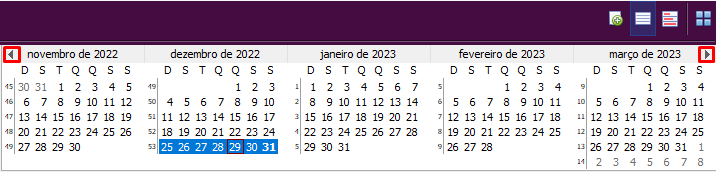 novembro de 2022
D S T Q Q S S
45 30 31 1 2 3 4 5
46 6 7 8 9 10 11 12
47 13 14 15 16 17 18 19
48 20 21 22 23 24 25 26
49 27 28 29 30
dezembro de 2022
D S T Q Q S S
49 1 2 3
50 4 5 6 7 8 9 10
51 11 12 13 14 15 16 17
52 18 19 20 21 22 23 24
53 25 26 27 28 29 30 31
janeiro de 2023
D S T Q Q S S
1 1 2 3 4 5 6 7
2 8 9 10 11 12 13 14
3 15 16 17 18 19 20 21
4 22 23 24 25 26 27 28
5 29 30 31
fevereiro de 2023
D S T Q Q S S
5 1 2 3 4
6 5 6 7 8 9 10 11
7 12 13 14 15 16 17 18
8 19 20 21 22 23 24 25
9 26 27 28
março de 2023
D S T Q Q S S
9 1 2 3 4
10 5 6 7 8 9 10 11
11 12 13 14 15 16 17 18
12 19 20 21 22 23 24 25
13 26 27 28 29 30 31 1
14 2 3 4 5 6 7 8